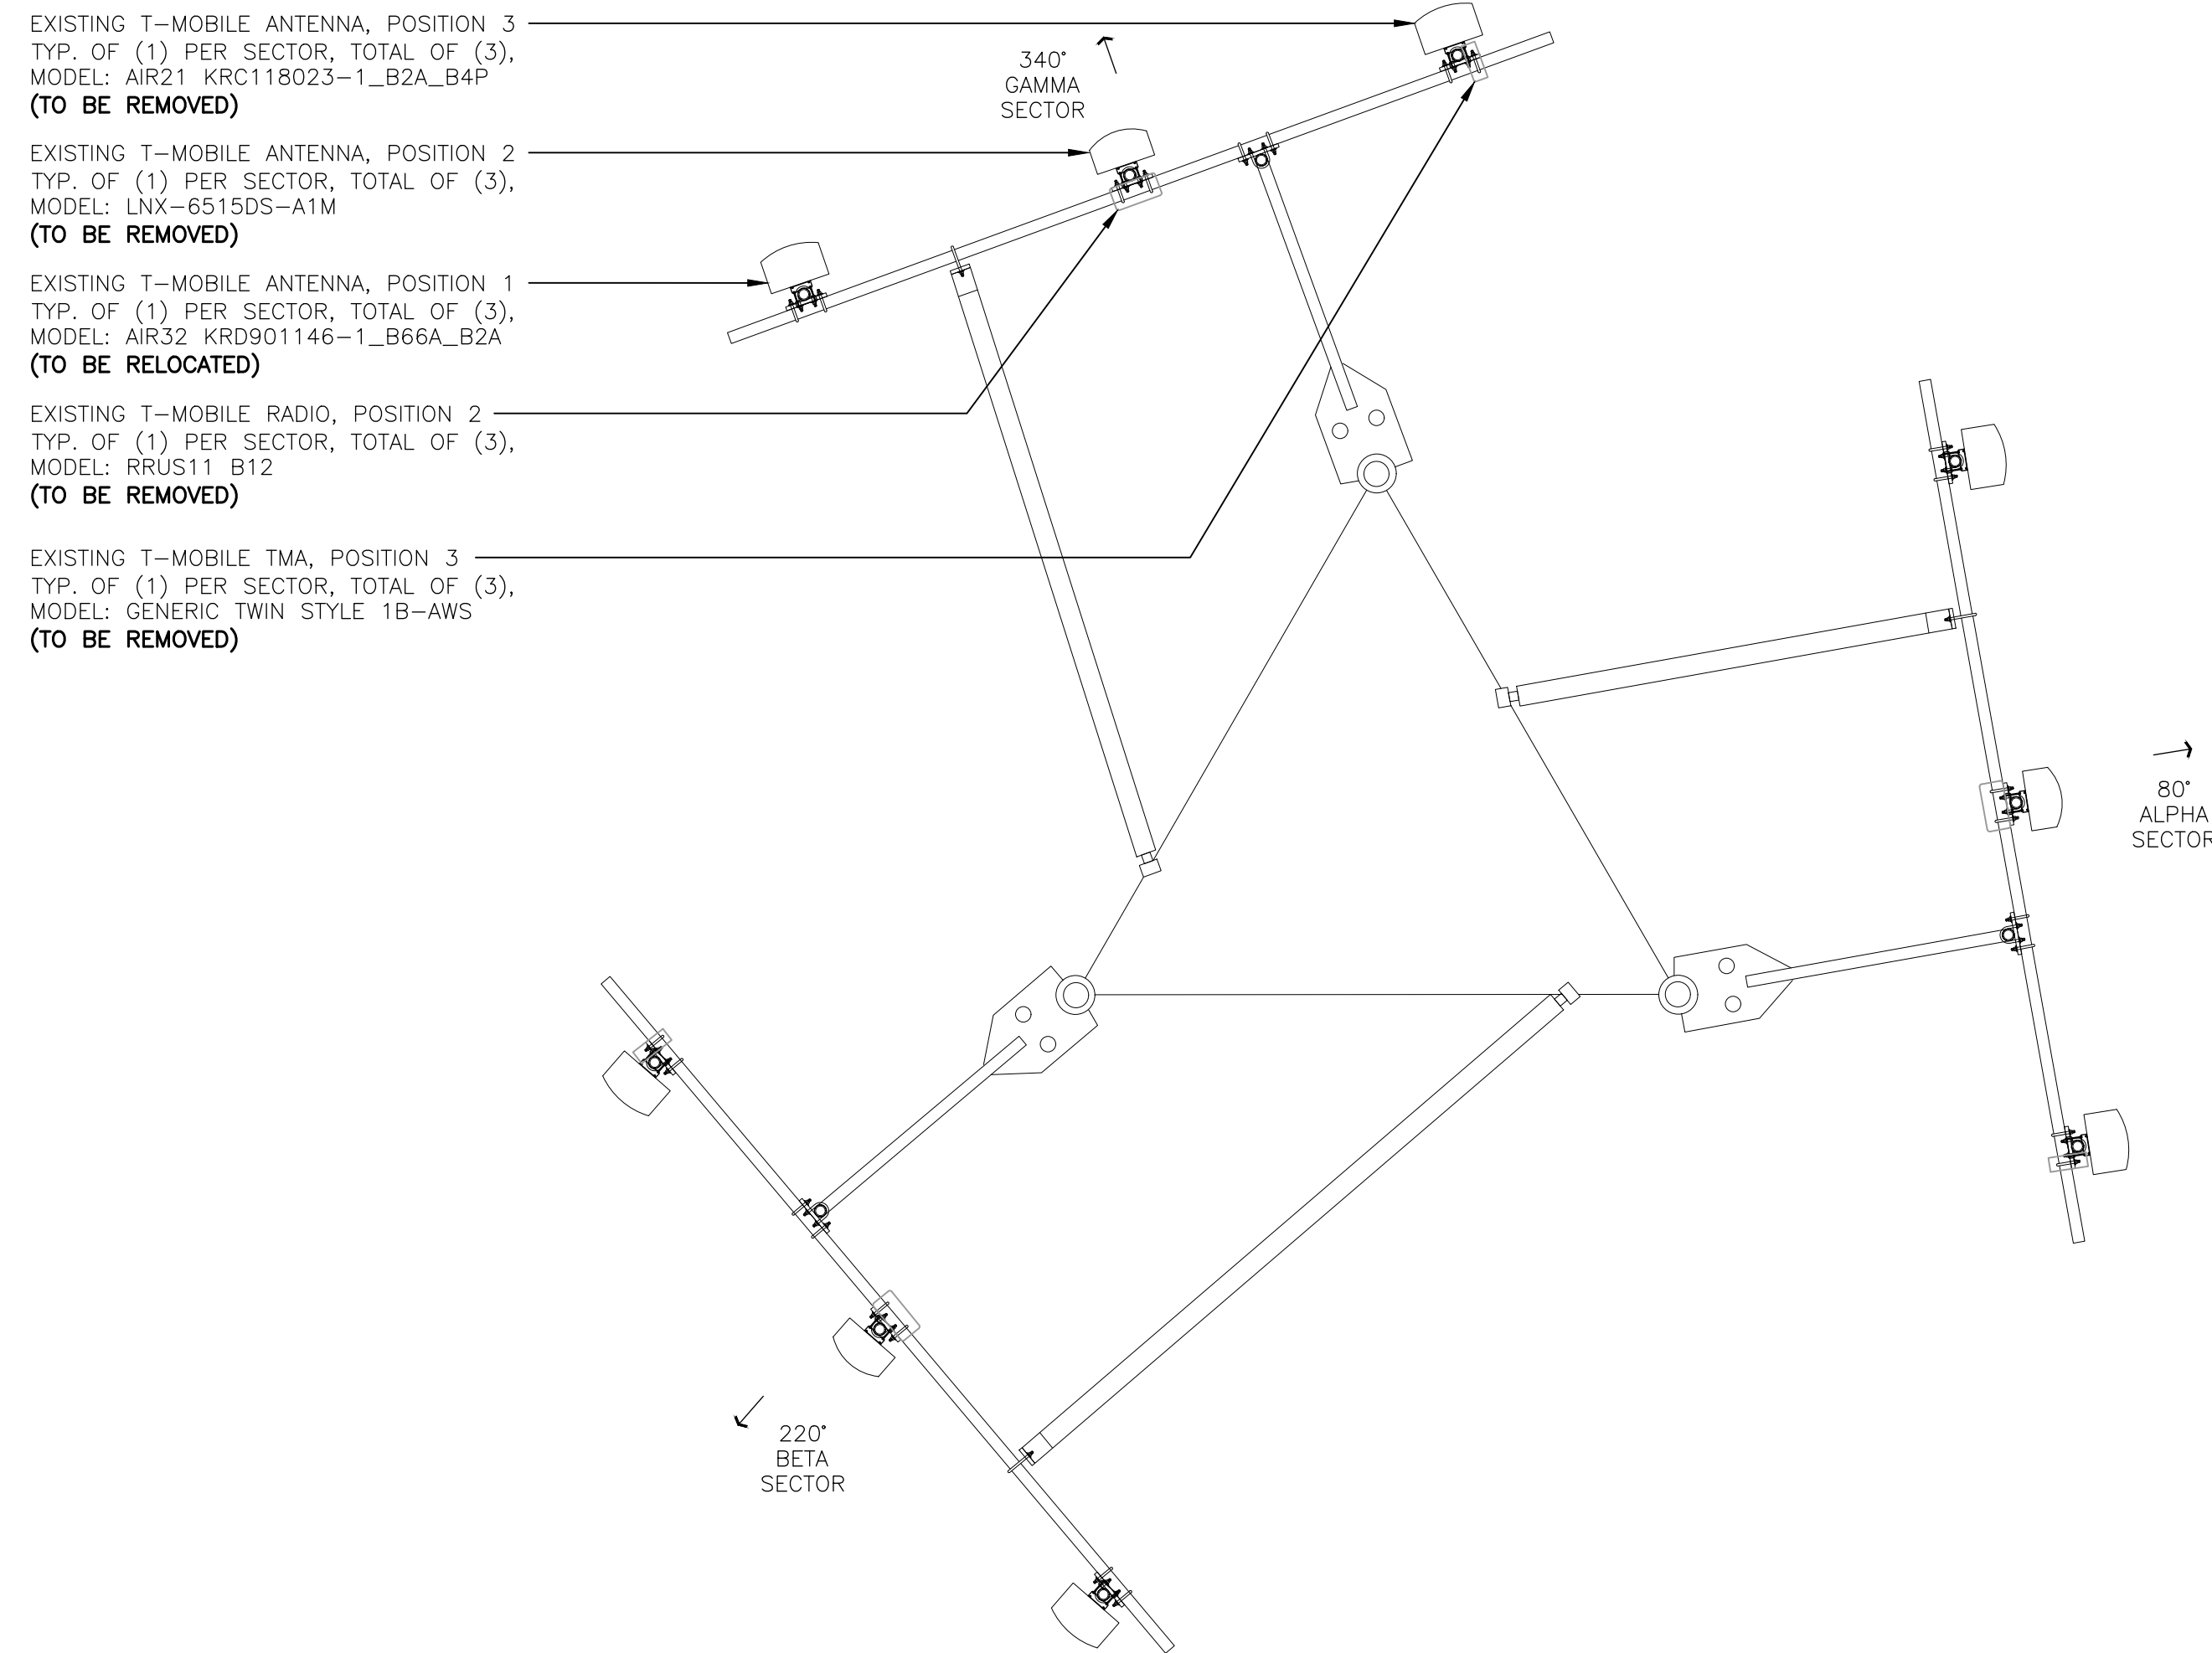 EXISTING T-MOBILE ANTENNA, POSITION 3
TYP. OF (1) PER SECTOR, TOTAL OF (3),
MODEL: AIR21 KRC118023-1_B2A_B4P
(TO BE REMOVED)
EXISTING T-MOBILE ANTENNA, POSITION 2
TYP. OF (1) PER SECTOR, TOTAL OF (3),
MODEL: LNX-6515DS-A1M
(TO BE REMOVED)
EXISTING T-MOBILE ANTENNA, POSITION 1
TYP. OF (1) PER SECTOR, TOTAL OF (3),
MODEL: AIR32 KRD901146-1_B66A_B2A
(TO BE RELOCATED)
EXISTING T-MOBILE RADIO, POSITION 2
TYP. OF (1) PER SECTOR, TOTAL OF (3),
MODEL: RRUS11 B12
(TO BE REMOVED)
EXISTING T-MOBILE TMA, POSITION 3
TYP. OF (1) PER SECTOR, TOTAL OF (3),
MODEL: GENERIC TWIN STYLE 1B-AWS
(TO BE REMOVED)
340°
GAMMA
SECTOR
80°
ALPHA
SECTOR
220°
BETA
SECTOR